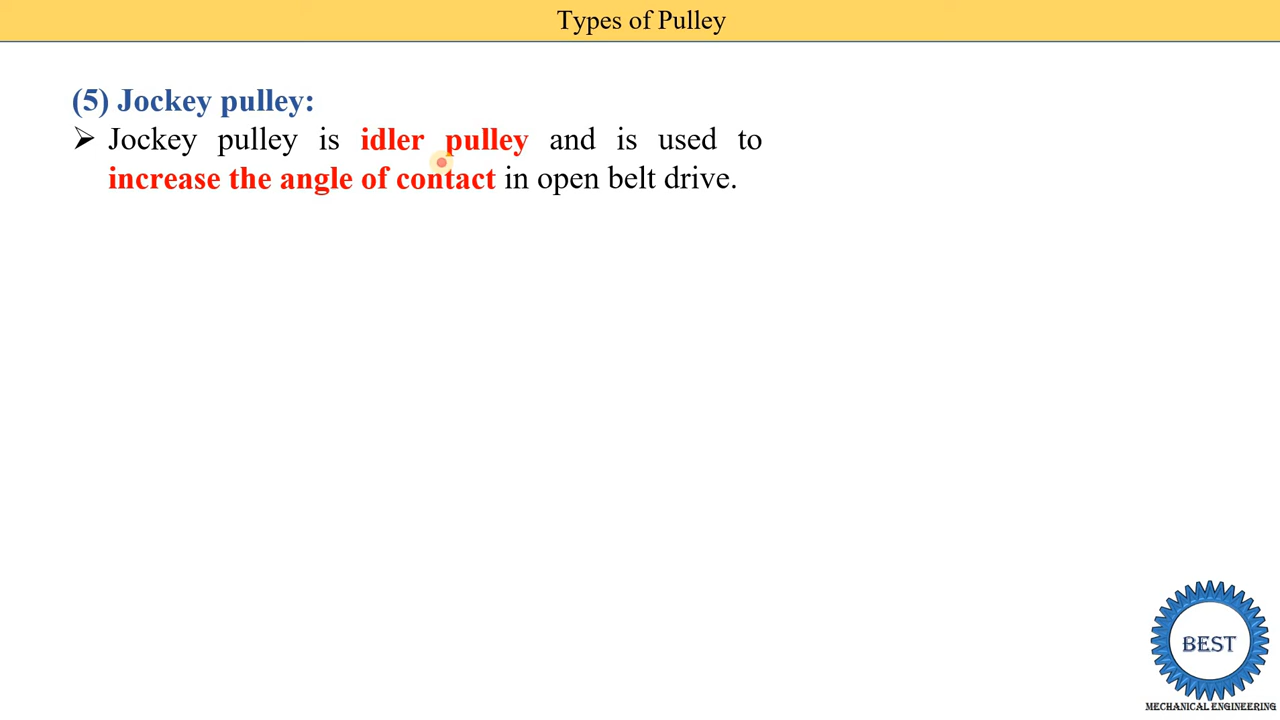 Types of Pulley
(5) Jockey pulley:
➢ Jockey pulley is idler pulley and is used to
increase the angle of contact in open belt drive.
BEST
MECHANICAL ENGINEERING